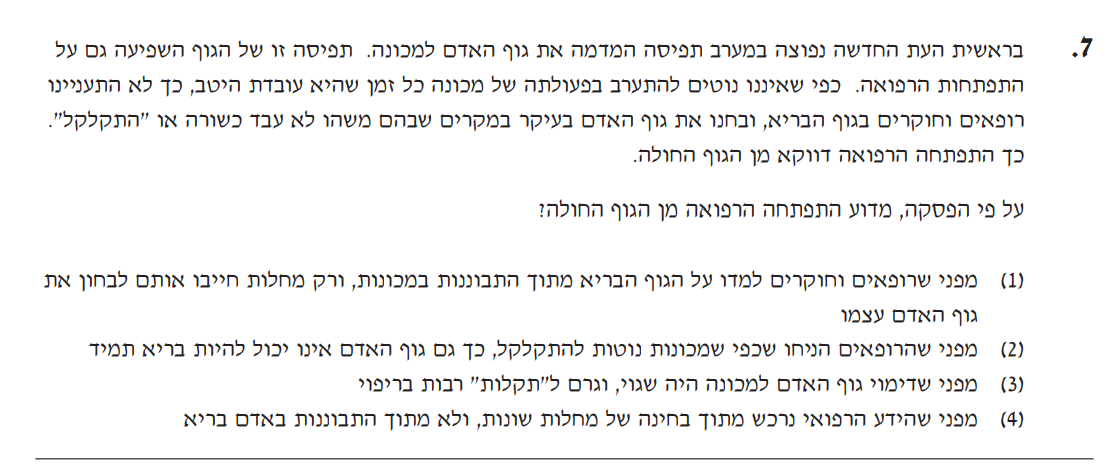 7. בראשית העת החדשה נפוצה במערב תפיסה המדמה את גוף האדם למכונה. תפיסה זו של הגוף השפיעה גם על
התפתחות הרפואה. כפי שאיננו נוטים להתערב בפעולתה של מכונה כל זמן שהיא עובדת היטב, כך לא התעניינו
רופאים וחוקרים בגוף הבריא, ובחנו את גוף האדם בעיקר במקרים שבהם משהו לא עבד כשורה או "התקלקל".
כך התפתחה הרפואה דווקא מן הגוף החולה.
על פי הפסקה, מדוע התפתחה הרפואה מן הגוף החולה?
(1) מפני שרופאים וחוקרים למדו על הגוף הבריא מתוך התבוננות במכונות, ורק מחלות חייבו אותם לבחון את
גוף האדם עצמו
(2) מפני שהרופאים הניחו שכפי שמכונות נוטות להתקלקל, כך גם גוף האדם אינו יכול להיות בריא תמיד
(3) מפני שדימוי גוף האדם למכונה היה שגוי, וגרם ל"תקלות" רבות בריפוי
(4) מפני שהידע הרפואי נרכש מתוך בחינה של מחלות שונות, ולא מתוך התבוננות באדם בריא